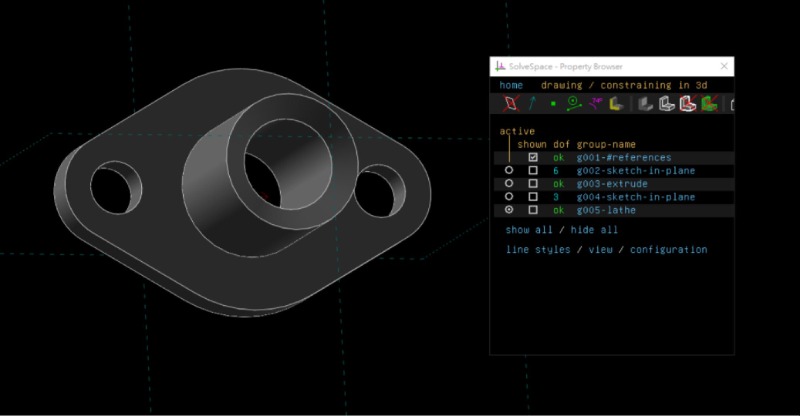 SolveSpace - Property Browser
home drawing / constraining in 3d
active
shown dof group-name
ok g001-#references
6 g002-sketch-in-plane
ok g003-extrude
3 g004-sketch-in-plane
ok g005-lathe
show all / hide all
line styles / view / configuration